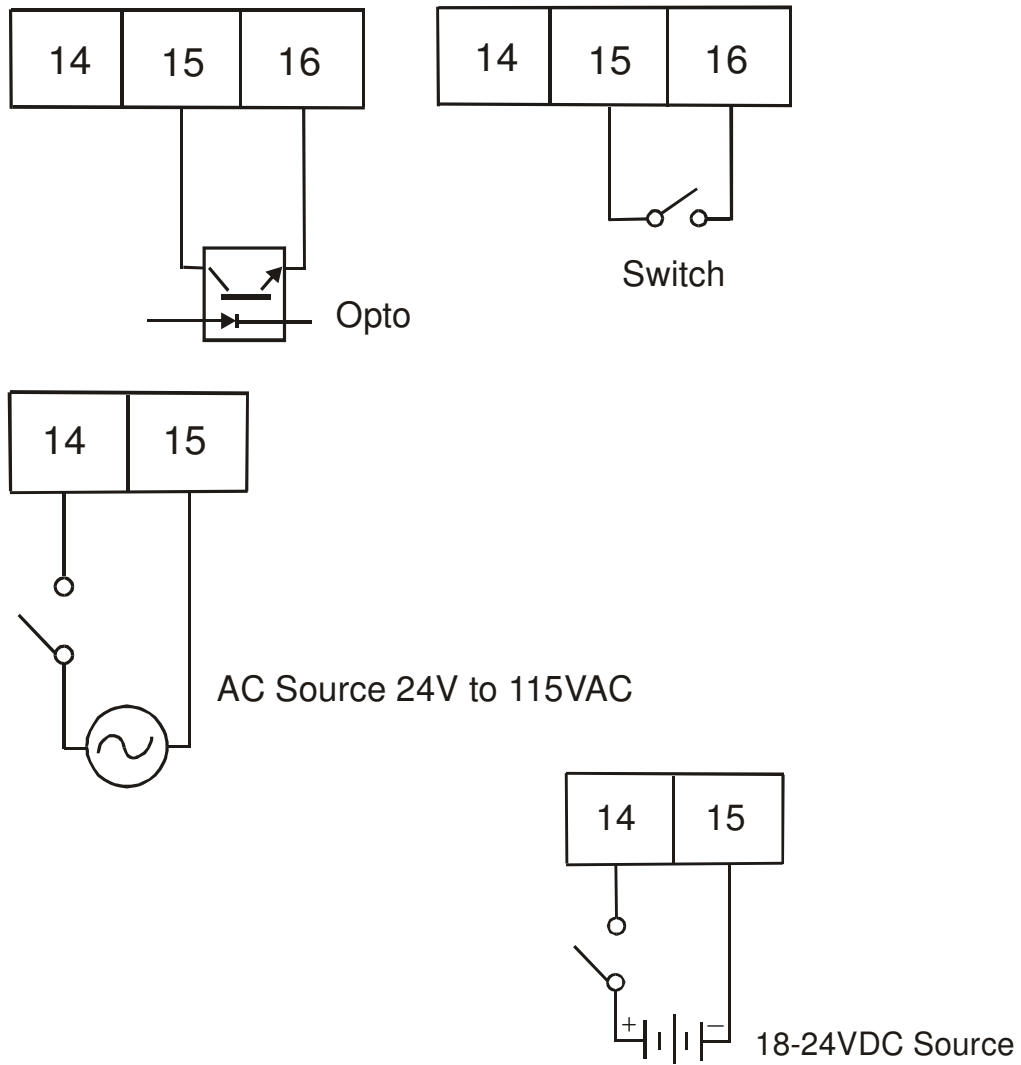 14 15 16
14 15 16
Switch
Opto
14 15
AC Source 24V to 115VAC
14 15
+ –
18-24VDC Source